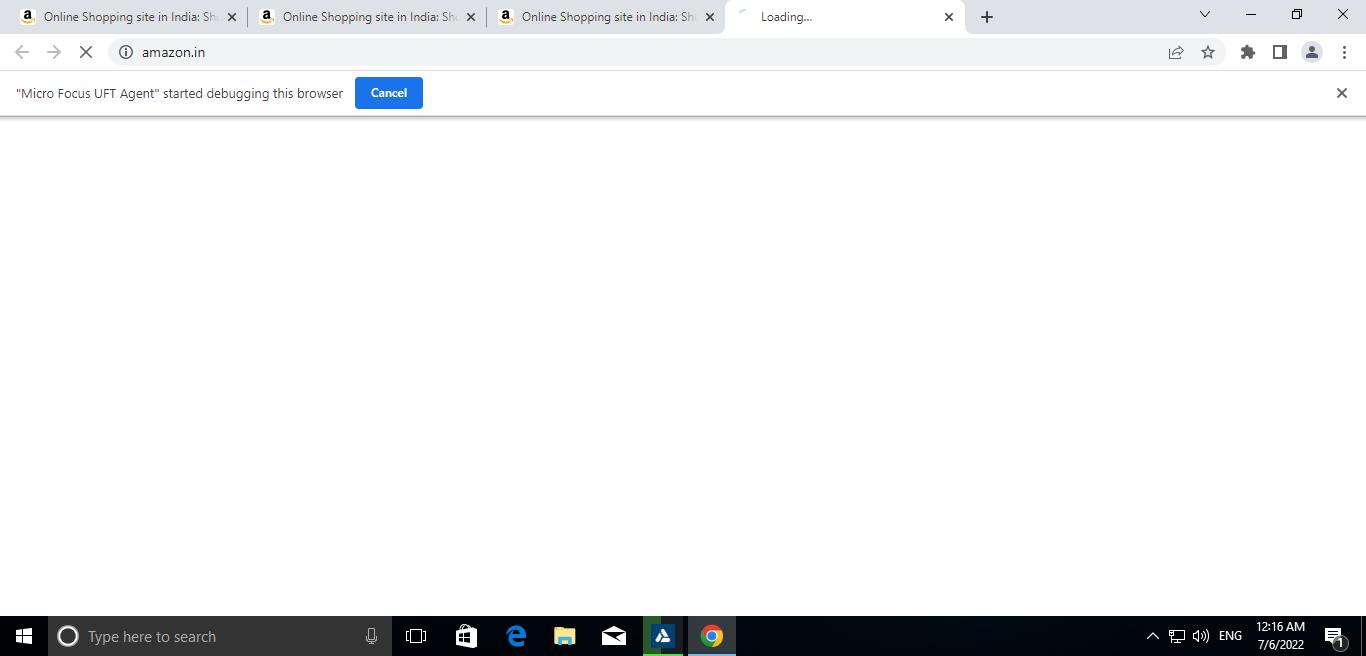 Online Shopping site in India: Sh
Online Shopping site in India: Sh
Online Shopping site in India: Sh
Loading...
amazon.in
"Micro Focus UFT Agent" started debugging this browser
Cancel
Type here to search
ENG
12:16 AM
7/6/2022
1